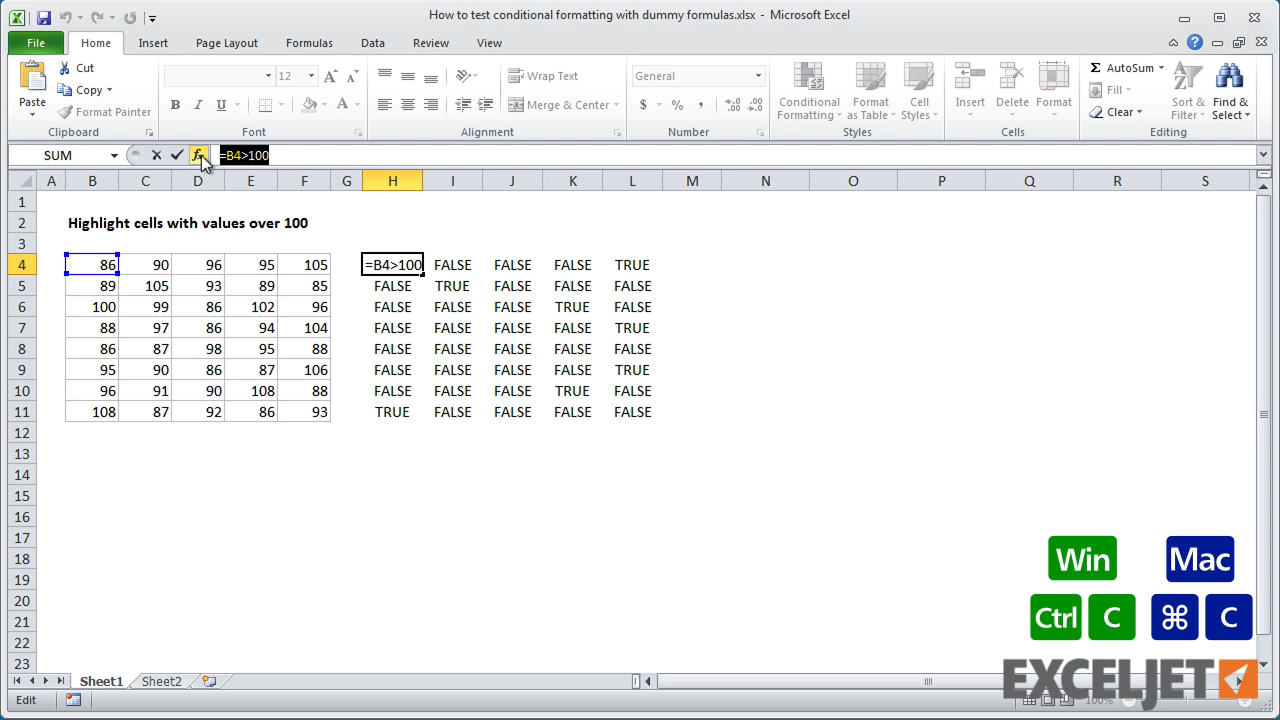 How to test conditional formatting with dummy formulas.xlsx - Microsoft Excel
File Home Insert Page Layout Formulas Data Review View
Paste
Cut
Copy
Format Painter
Clipboard
12
A A
B I U A
Font
Wrap Text
Merge & Center
Alignment
General
$ % ,
Number
Conditional Formatting
Format as Table
Cell Styles
Styles
Insert Delete Format
Cells
AutoSum
Fill
Clear
Sort & Filter
Find & Select
Editing
SUM fx =B4>100
A B C D E F G H I J K L M N O P Q R S
1
2 Highlight cells with values over 100
3
4 86 90 96 95 105 =B4>100 FALSE FALSE FALSE TRUE
5 89 105 93 89 85 FALSE TRUE FALSE FALSE FALSE
6 100 99 86 102 96 FALSE FALSE FALSE TRUE FALSE
7 88 97 86 94 104 FALSE FALSE FALSE FALSE TRUE
8 86 87 98 95 88 FALSE FALSE FALSE FALSE FALSE
9 95 90 86 87 106 FALSE FALSE FALSE FALSE TRUE
10 96 91 90 108 88 FALSE FALSE FALSE TRUE FALSE
11 108 87 92 86 93 TRUE FALSE FALSE FALSE FALSE
12
13
14
15
16
17
18
19
20
21
22
23
Win Mac
Ctrl C ⌘ C
EXCELJET
Sheet1 Sheet2
Edit 100%